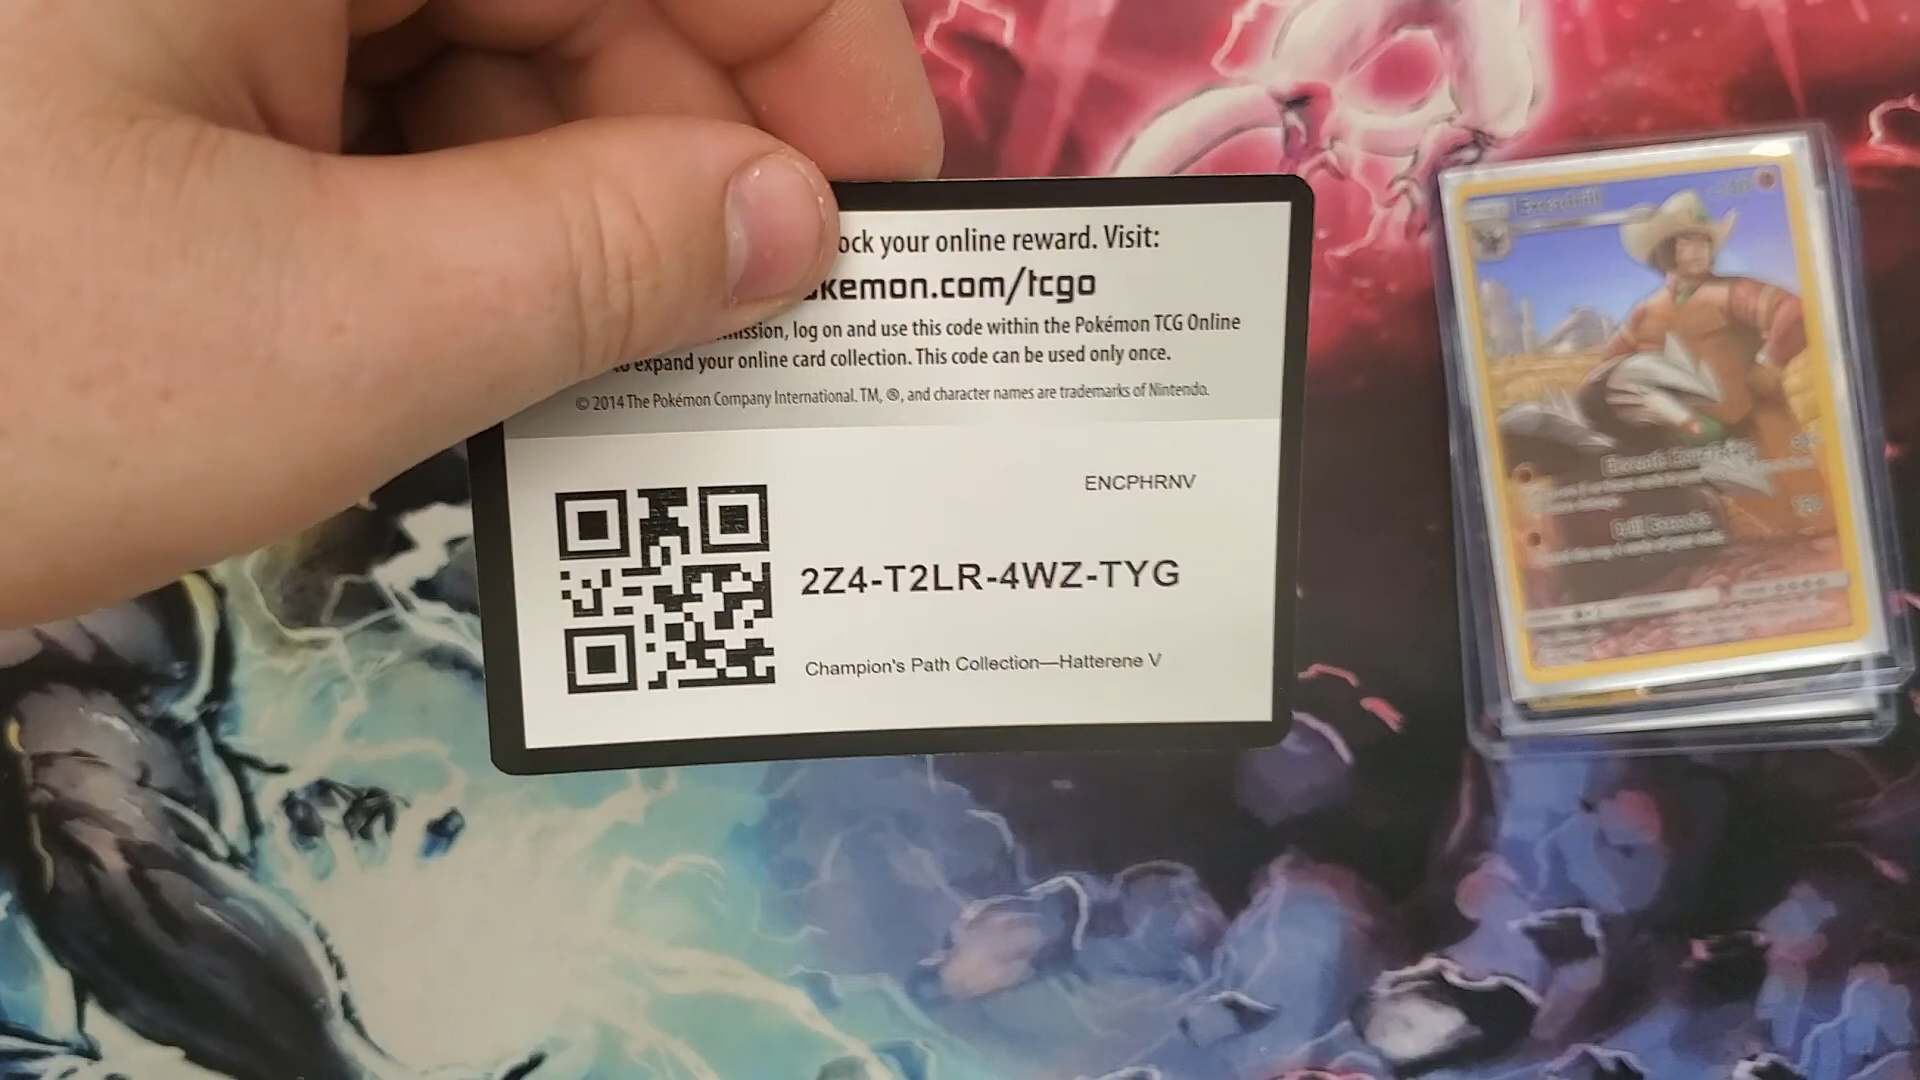 ock your online reward. Visit:
kemon.com/tcgo
log on and use this code within the Pokémon TCG Online
expand your online card collection. This code can be used only once.
© 2014 The Pokémon Company International. TM, ®, and character names are trademarks of Nintendo.
ENCPHRNV
2Z4-T2LR-4WZ-TYG
Champion's Path Collection—Hatterene V
Excadrill